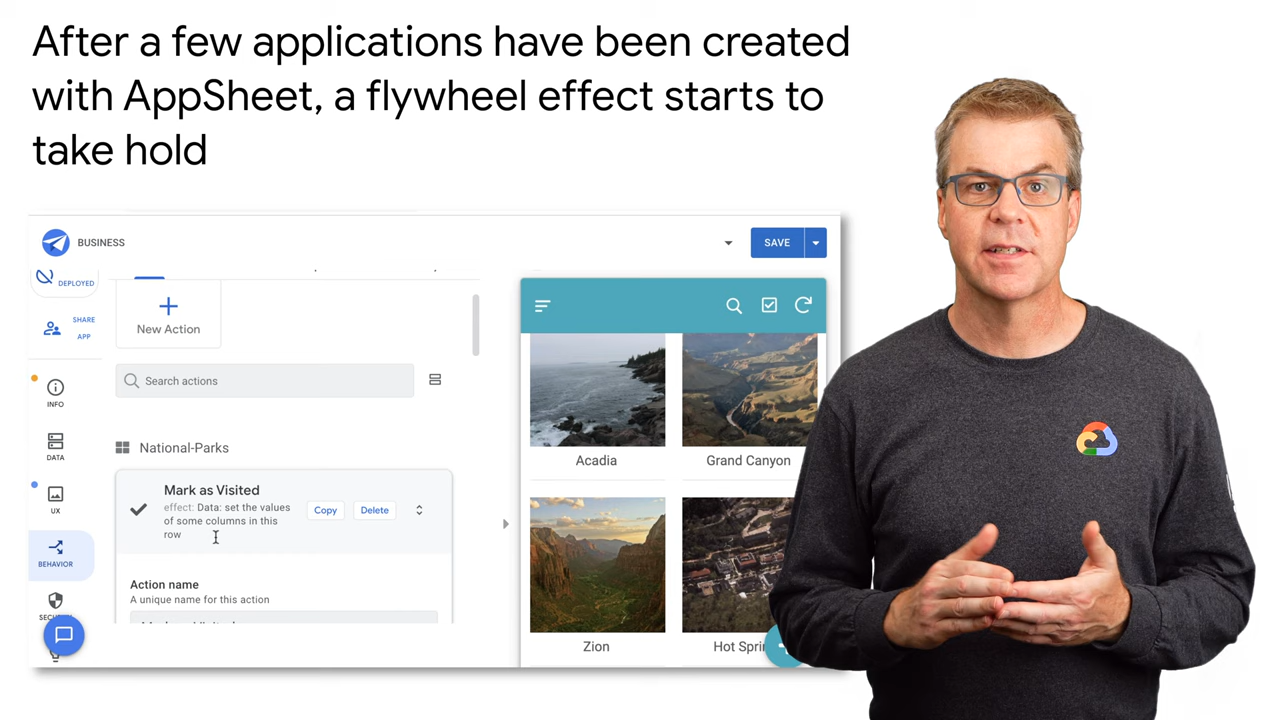 After a few applications have been created
with AppSheet, a flywheel effect starts to
take hold
BUSINESS
SAVE
DEPLOYED
SHARE
APP
New Action
Search actions
INFO
DATA
National-Parks
UX
Mark as Visited
effect: Data: set the values
of some columns in this
row
Copy
Delete
BEHAVIOR
Action name
A unique name for this action
Acadia
Grand Canyon
Zion
Hot